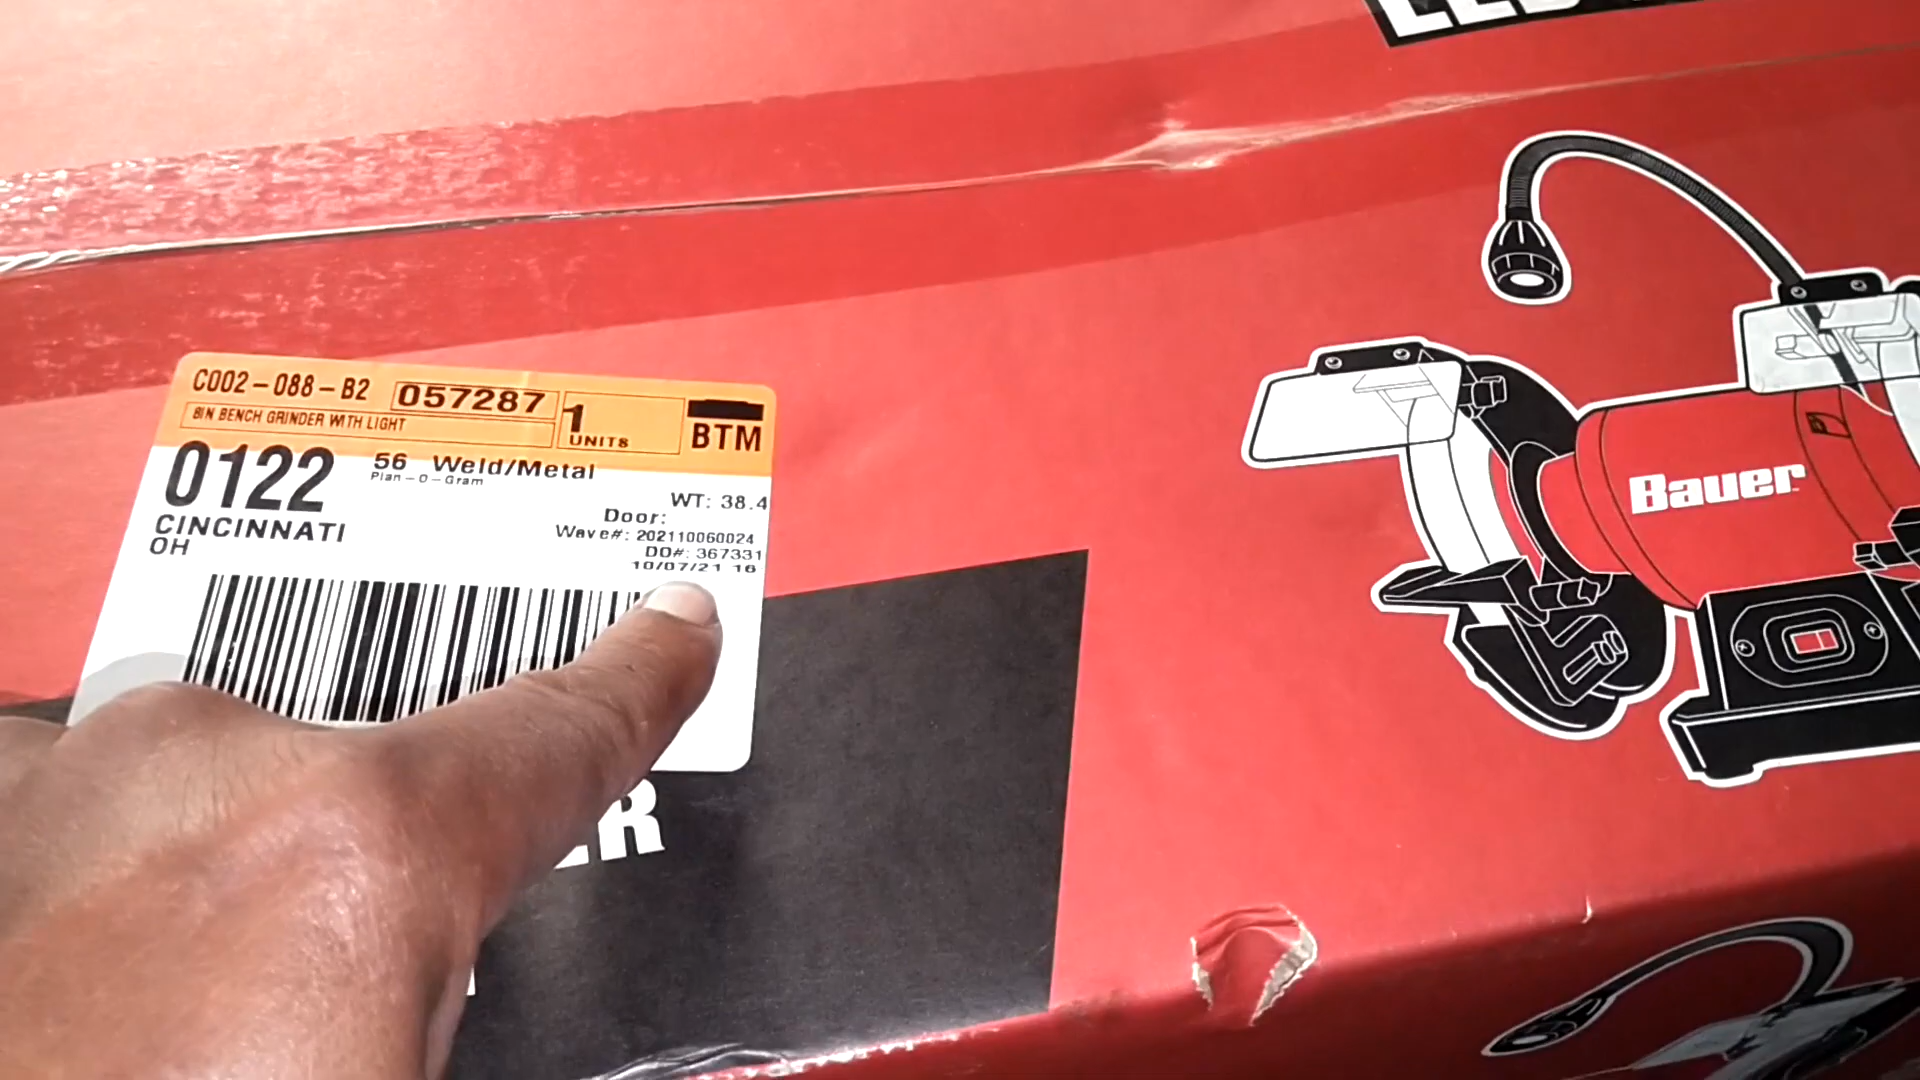 C002-088-B2 057287 1 UNITS BTM
8IN BENCH GRINDER WITH LIGHT
0122 56 Weld/Metal
Plan-O-Gram
WT: 38.4
CINCINNATI
OH
Door:
Wave#: 202110060024
DO#: 367331
10/07/21 16
Bauer